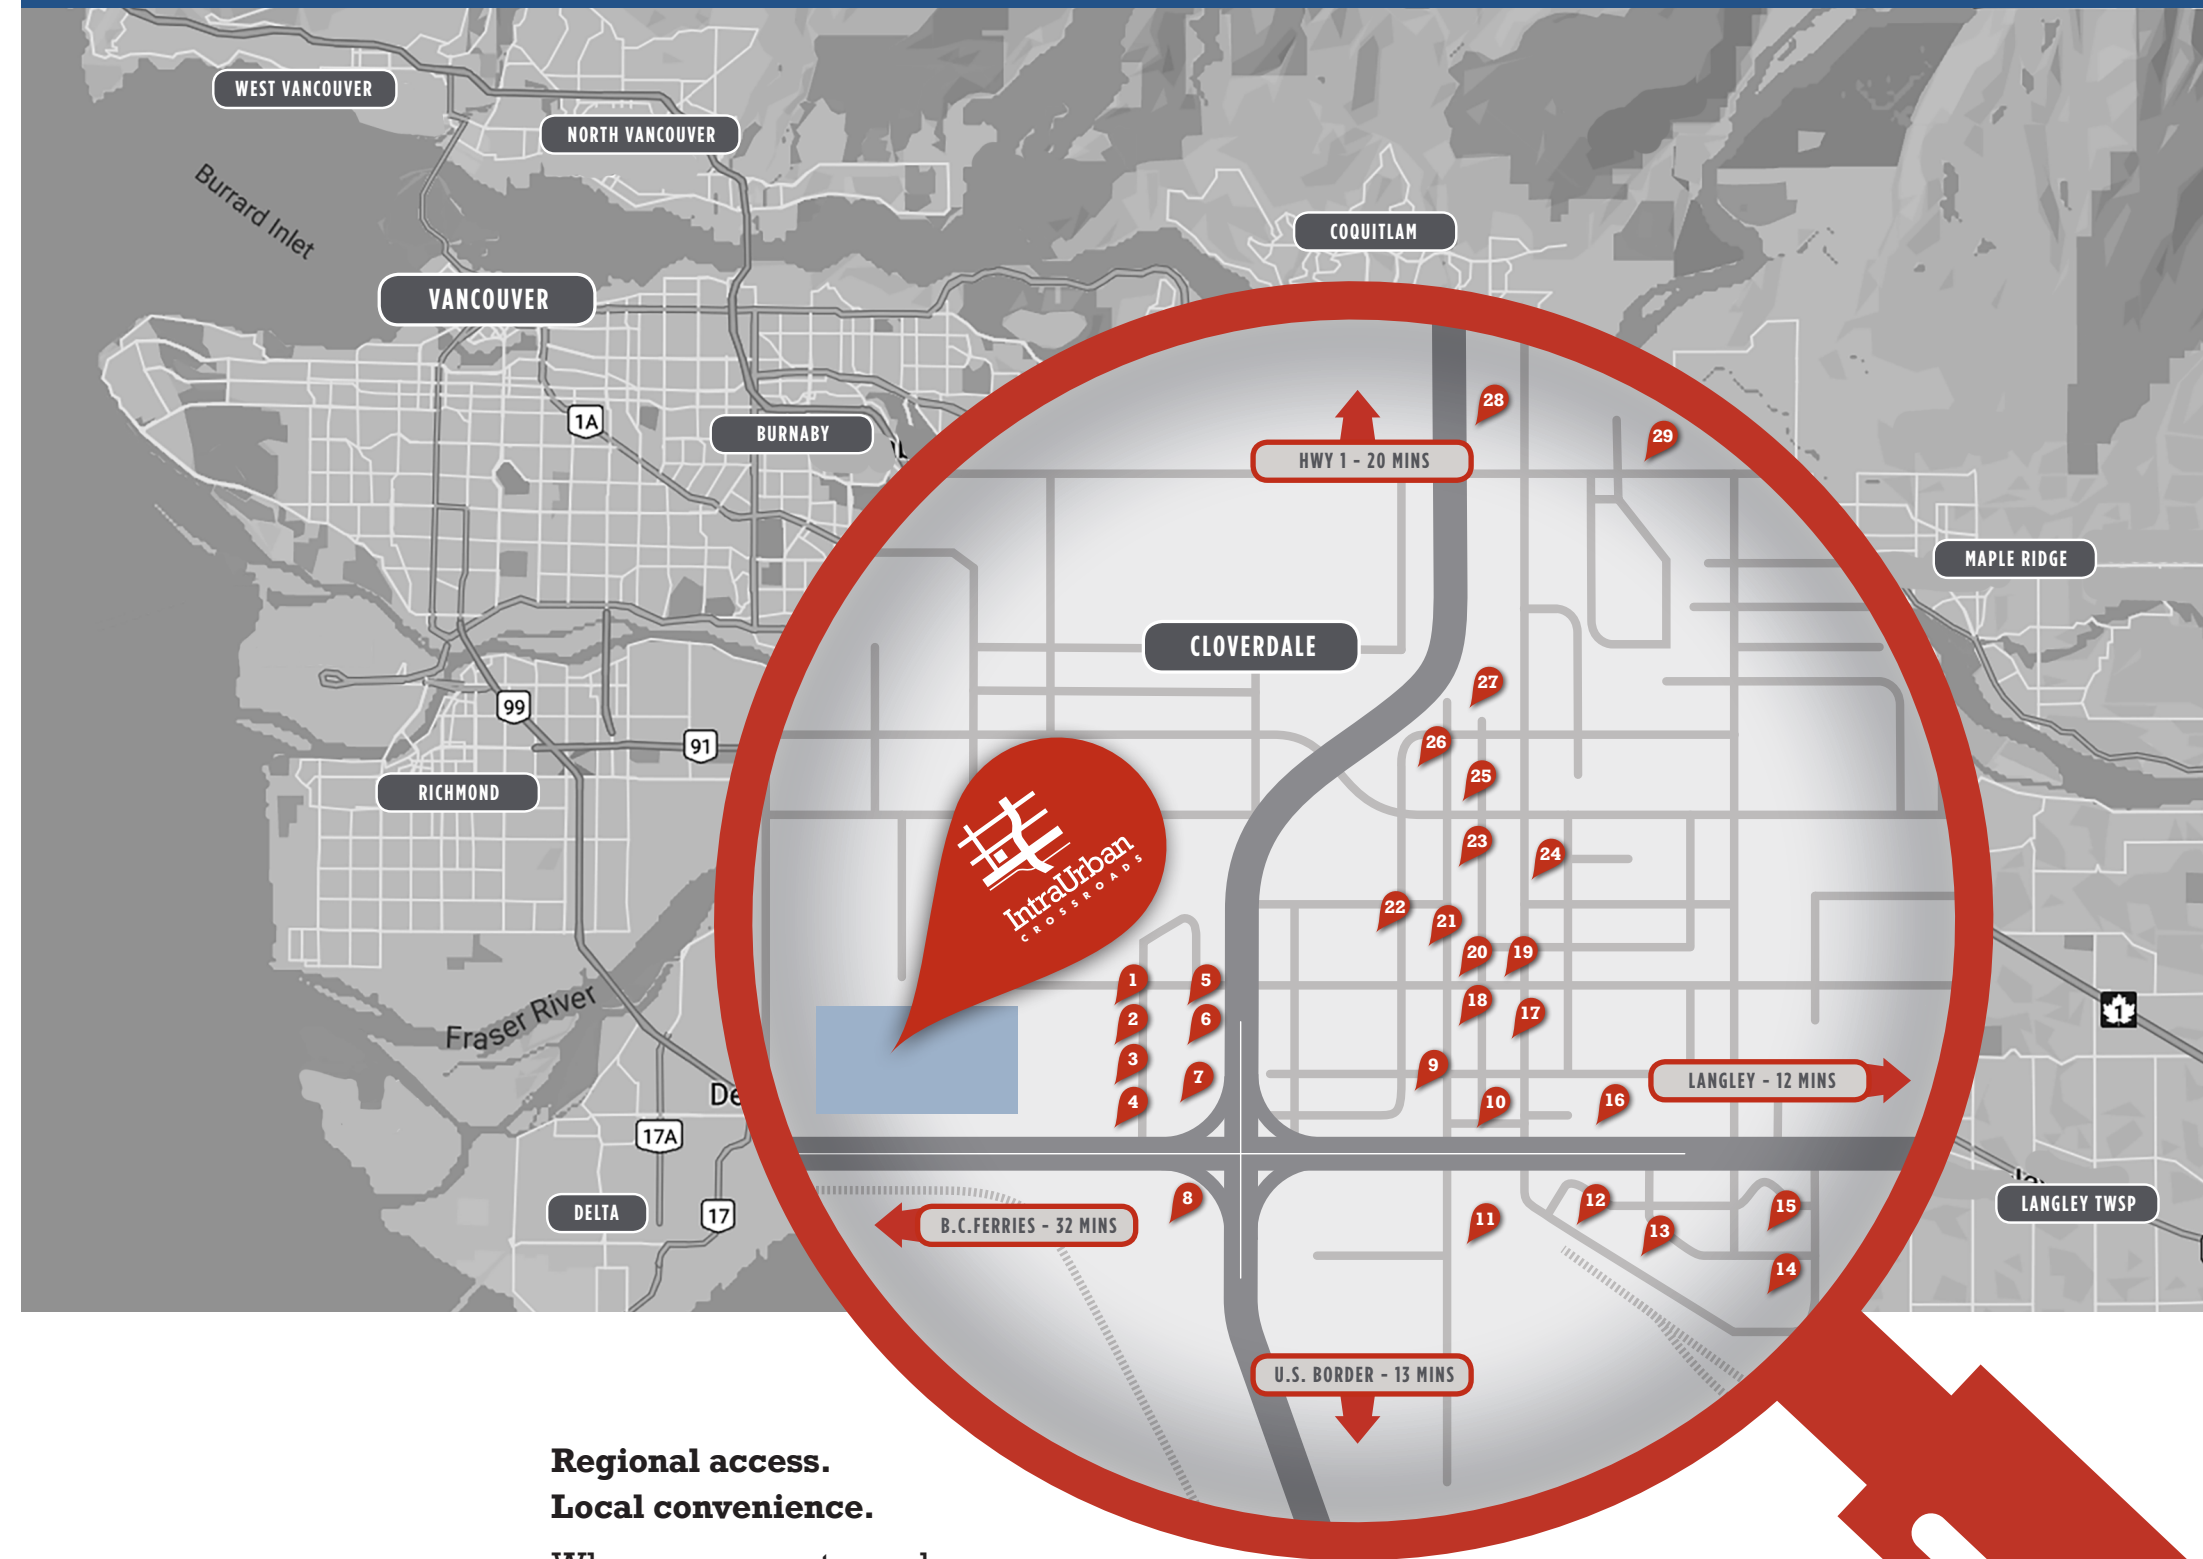 WEST VANCOUVER
NORTH VANCOUVER
Burrard Inlet
COQUITLAM
VANCOUVER
1A
BURNABY
28
29
HWY 1 - 20 MINS
MAPLE RIDGE
CLOVERDALE
99
91
RICHMOND
27
26
25
23
24
IntraUrban
CROSSROADS
22
21
20
19
1
5
18
17
2
6
3
7
9
4
10
16
Fraser River
1
LANGLEY - 12 MINS
De
17A
DELTA
17
8
B.C.FERRIES - 32 MINS
11
12
13
15
14
LANGLEY TWSP
U.S. BORDER - 13 MINS
Regional access.
Local convenience.